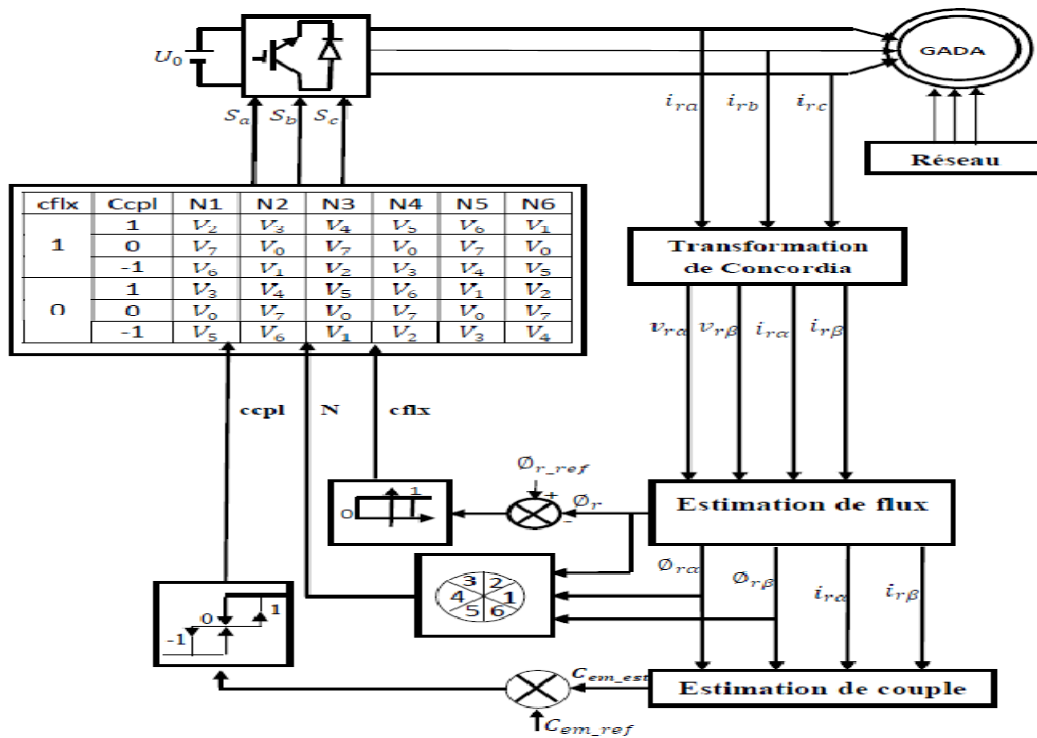 U₀
GADA
i_ra i_rb i_rc
S_a S_b S_c
Réseau
cflx Ccpl N1 N2 N3 N4 N5 N6
1 1 V₂ V₃ V₄ V₅ V₆ V₁
0 V₇ V₀ V₇ V₀ V₇ V₀
-1 V₆ V₁ V₂ V₃ V₄ V₅
0 1 V₃ V₄ V₅ V₆ V₁ V₂
0 V₀ V₇ V₀ V₇ V₀ V₇
-1 V₅ V₆ V₁ V₂ V₃ V₄
Transformation
de Concordia
v_rα v_rβ i_rα i_rβ
ccpl N cflx
Ø_r_ref
0 1
+
-
Ø_r
Estimation de flux
Ø_rα Ø_rβ i_rα i_rβ
3 2
4 1
5 6
0 1
-1
C_em_est
Estimation de couple
C_em_ref